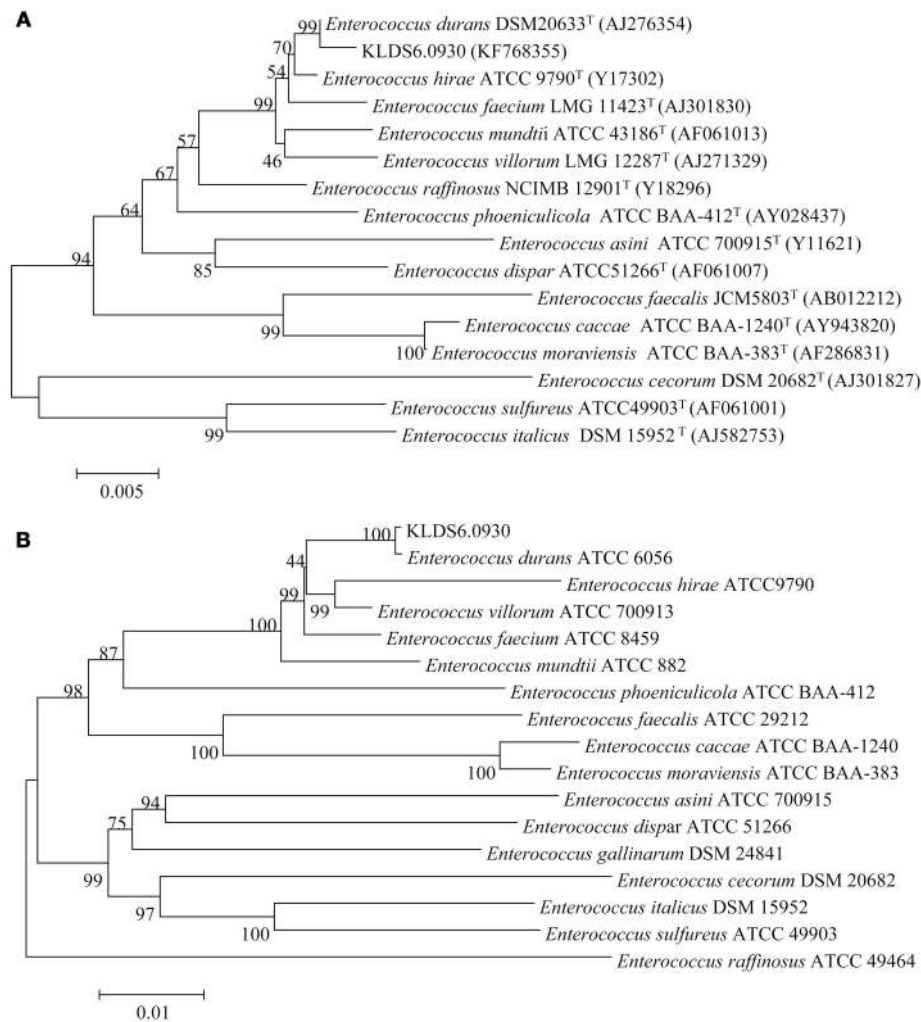 A
99 Enterococcus durans DSM20633ᵀ (AJ276354)
70 KLDS6.0930 (KF768355)
54 Enterococcus hirae ATCC 9790ᵀ (Y17302)
99 Enterococcus faecium LMG 11423ᵀ (AJ301830)
57 Enterococcus mundtii ATCC 43186ᵀ (AF061013)
46 Enterococcus villorum LMG 12287ᵀ (AJ271329)
67 Enterococcus raffinosus NCIMB 12901ᵀ (Y18296)
64 Enterococcus phoeniculicola ATCC BAA-412ᵀ (AY028437)
94 Enterococcus asini ATCC 700915ᵀ (Y11621)
85 Enterococcus dispar ATCC51266ᵀ (AF061007)
Enterococcus faecalis JCM5803ᵀ (AB012212)
99 Enterococcus caccae ATCC BAA-1240ᵀ (AY943820)
100 Enterococcus moraviensis ATCC BAA-383ᵀ (AF286831)
Enterococcus cecorum DSM 20682ᵀ (AJ301827)
Enterococcus sulfureus ATCC49903ᵀ (AF061001)
99 Enterococcus italicus DSM 15952 ᵀ (AJ582753)
0.005
B
100 KLDS6.0930
44 Enterococcus durans ATCC 6056
99 Enterococcus hirae ATCC9790
99 Enterococcus villorum ATCC 700913
100 Enterococcus faecium ATCC 8459
87 Enterococcus mundtii ATCC 882
98 Enterococcus phoeniculicola ATCC BAA-412
Enterococcus faecalis ATCC 29212
100 Enterococcus caccae ATCC BAA-1240
100 Enterococcus moraviensis ATCC BAA-383
94 Enterococcus asini ATCC 700915
75 Enterococcus dispar ATCC 51266
Enterococcus gallinarum DSM 24841
99 Enterococcus cecorum DSM 20682
97 Enterococcus italicus DSM 15952
100 Enterococcus sulfureus ATCC 49903
Enterococcus raffinosus ATCC 49464
0.01